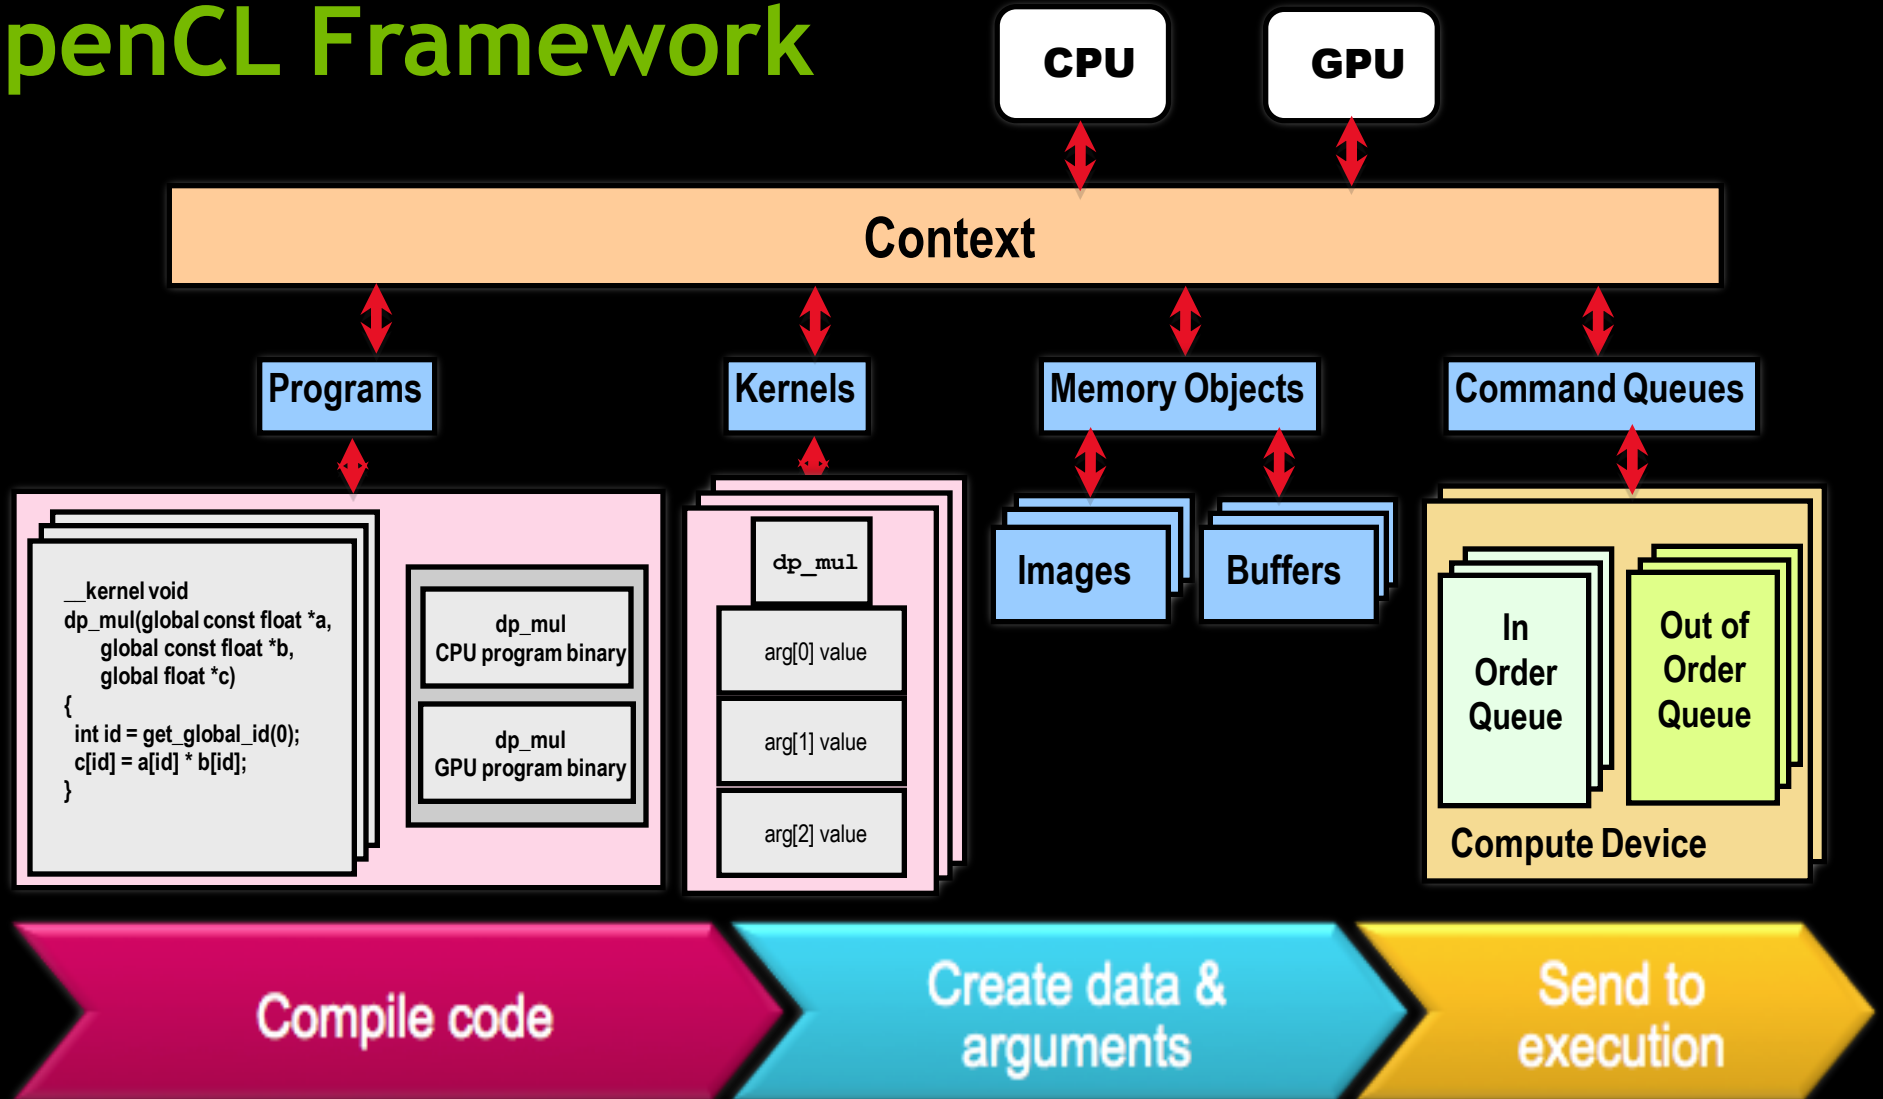 penCL Framework
CPU
GPU
Context
Programs
Kernels
Memory Objects
Command Queues
__kernel void
dp_mul(global const float *a,
global const float *b,
global float *c)
{
int id = get_global_id(0);
c[id] = a[id] * b[id];
}
dp_mul
CPU program binary
dp_mul
GPU program binary
dp_mul
arg[0] value
arg[1] value
arg[2] value
Images
Buffers
In
Order
Queue
Out of
Order
Queue
Compute Device
Compile code
Create data &
arguments
Send to
execution